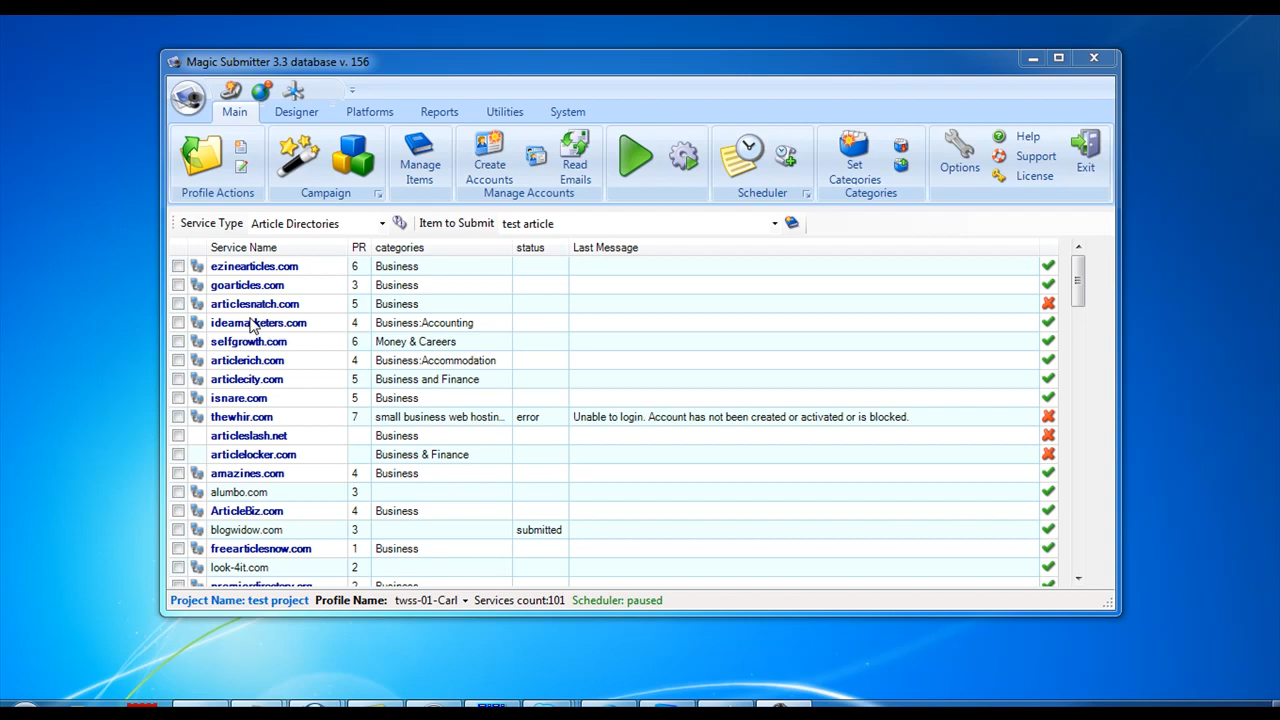 Magic Submitter 3.3 database v. 156
Main Designer Platforms Reports Utilities System
Profile Actions
Campaign
Manage Items
Create Accounts
Read Emails
Manage Accounts
Scheduler
Set Categories
Categories
Options
Help
Support
License
Exit
Service Type Article Directories Item to Submit test article
Service Name PR categories status Last Message
ezinearticles.com 6 Business
goarticles.com 3 Business
articlesnatch.com 5 Business
ideamarketers.com 4 Business:Accounting
selfgrowth.com 6 Money & Careers
articlerich.com 4 Business:Accommodation
articlecity.com 5 Business and Finance
isnare.com 5 Business
thewhir.com 7 small business web hostin... error Unable to login. Account has not been created or activated or is blocked.
articleslash.net Business
articlelocker.com Business & Finance
amazines.com 4 Business
alumbo.com 3
ArticleBiz.com 4 Business
blogwidow.com 3 submitted
freearticlesnow.com 1 Business
look-4it.com 2
premierdirectory.org 2 Business
Project Name: test project Profile Name: twss-01-Carl Services count:101 Scheduler: paused